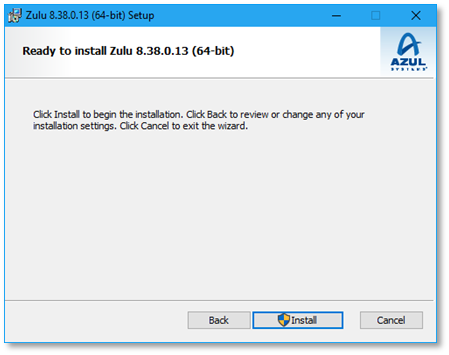 Zulu 8.38.0.13 (64-bit) Setup
Ready to install Zulu 8.38.0.13 (64-bit)
AZUL
SYSTEMS
Click Install to begin the installation. Click Back to review or change any of your
installation settings. Click Cancel to exit the wizard.
Back
Install
Cancel